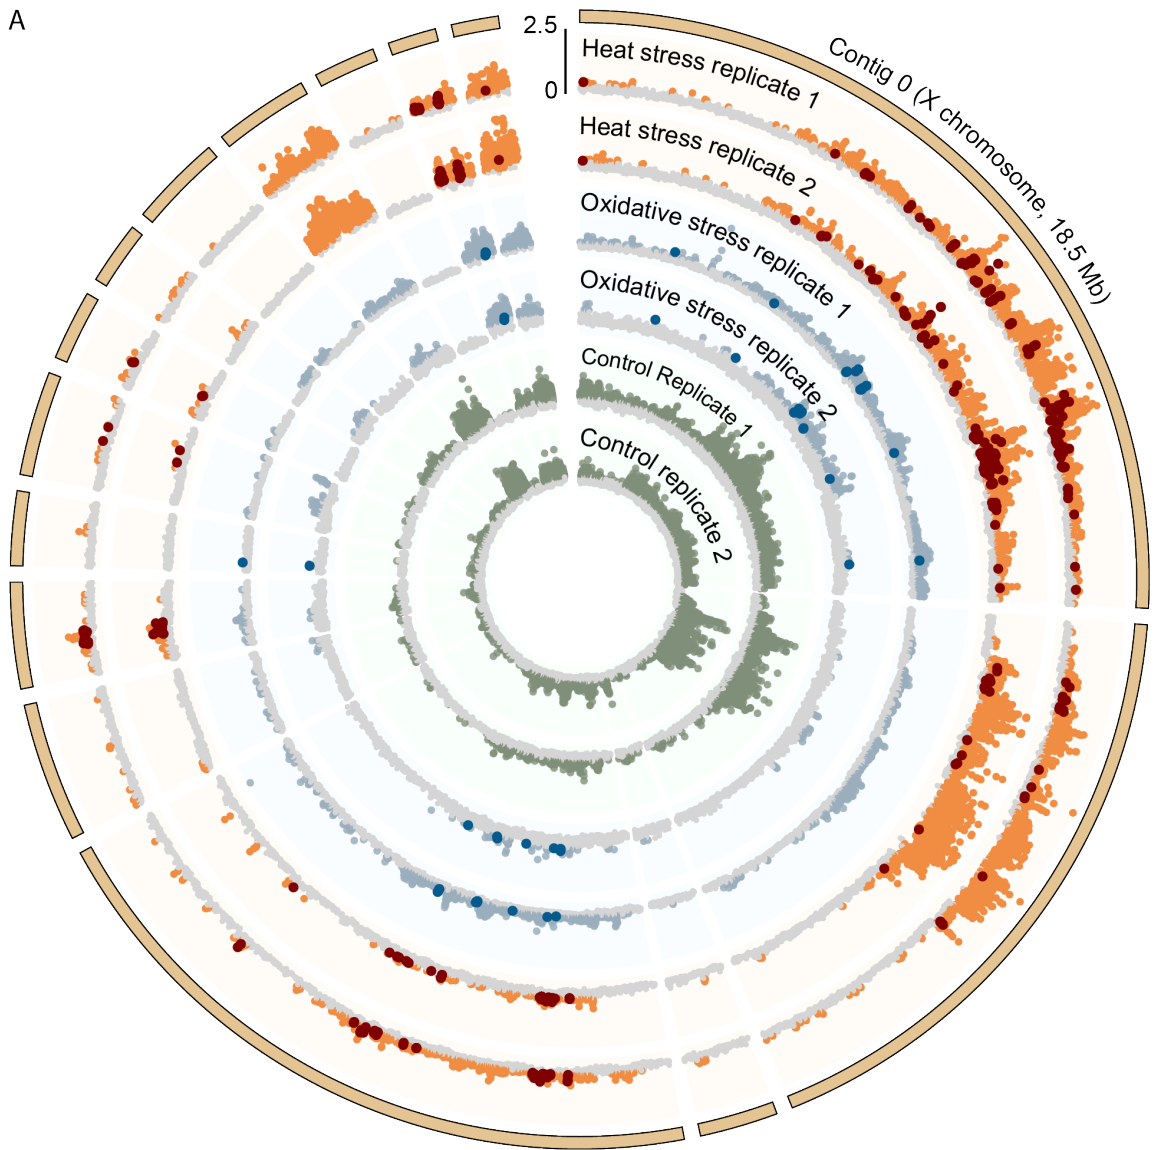 A
2.5
0
Contig 0 (X chromosome, 18.5 Mb)
Heat stress replicate 1
Heat stress replicate 2
Oxidative stress replicate 1
Oxidative stress replicate 2
Control Replicate 1
Control replicate 2